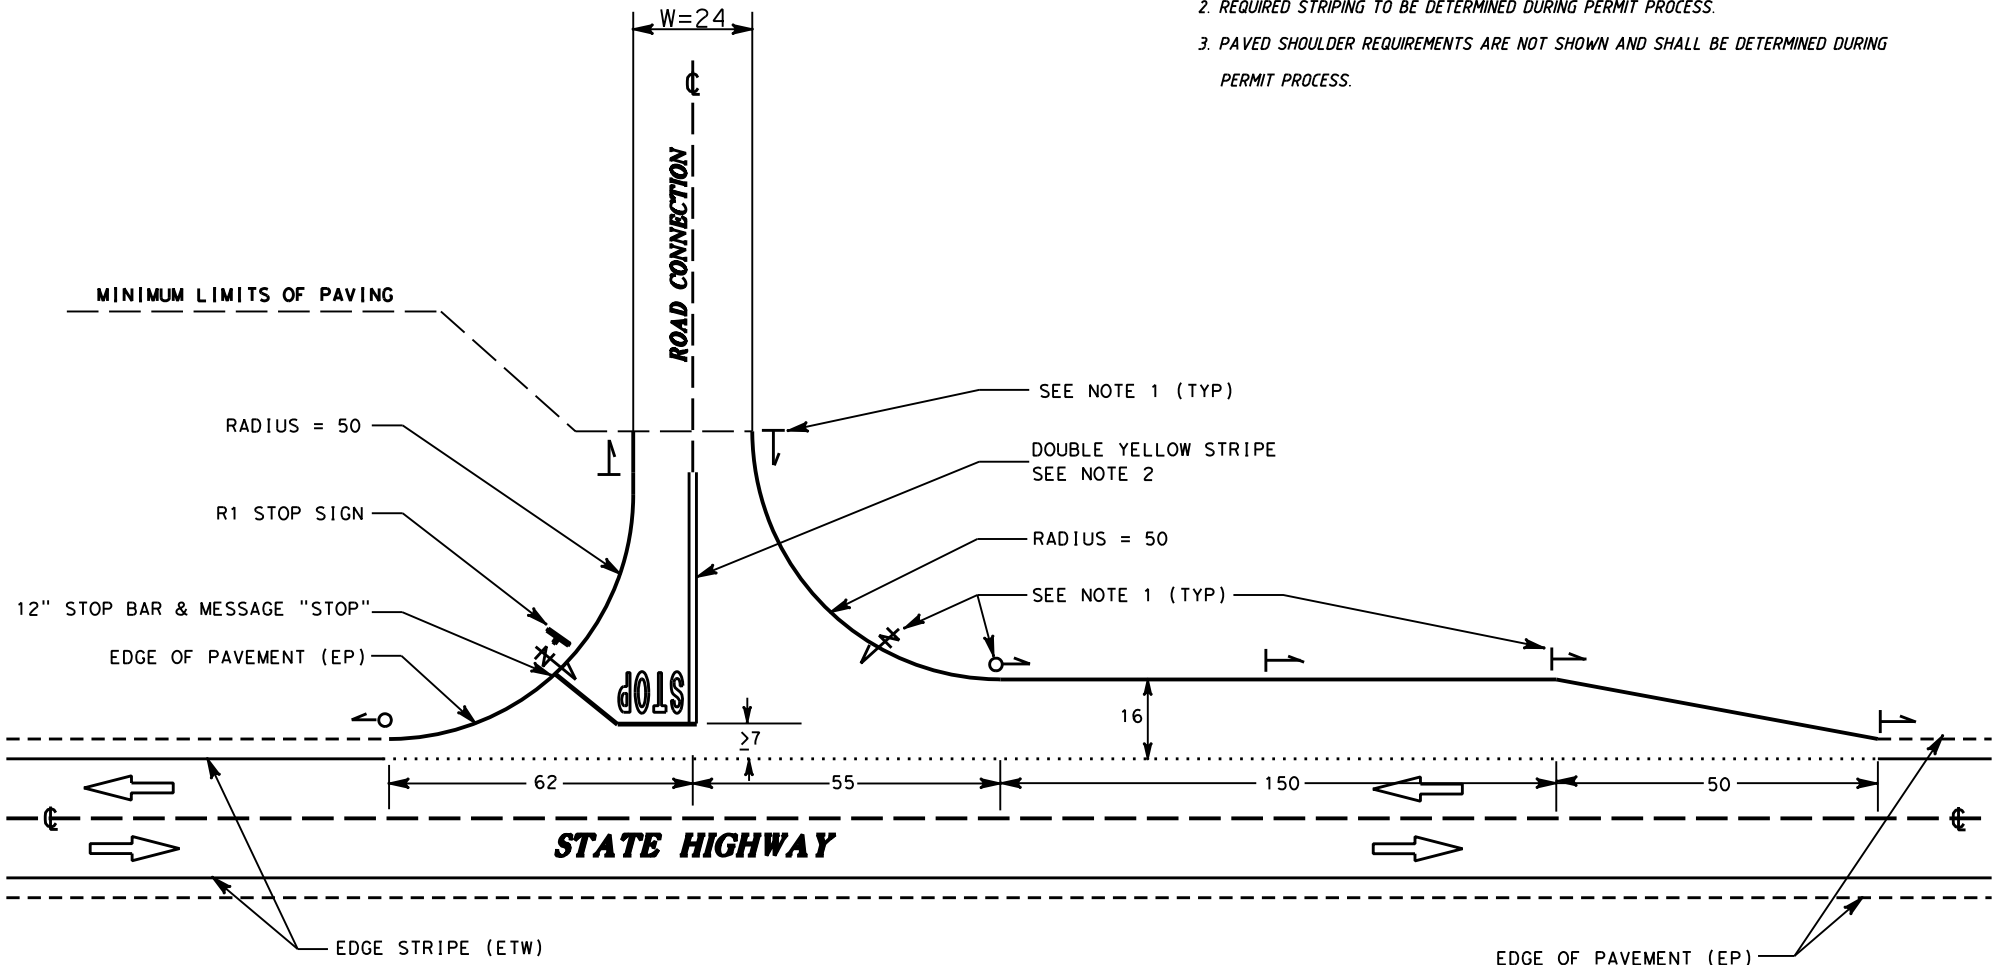 2. REQUIRED STRIPING TO BE DETERMINED DURING PERMIT PROCESS.
W=24
3. PAVED SHOULDER REQUIREMENTS ARE NOT SHOWN AND SHALL BE DETERMINED DURING
PERMIT PROCESS.
℄
ROAD CONNECTION
MINIMUM LIMITS OF PAVING
SEE NOTE 1 (TYP)
RADIUS = 50
DOUBLE YELLOW STRIPE
SEE NOTE 2
R1 STOP SIGN
RADIUS = 50
SEE NOTE 1 (TYP)
12" STOP BAR & MESSAGE "STOP"
EDGE OF PAVEMENT (EP)
STOP
16
≥7
62
55
150
50
℄
℄
STATE HIGHWAY
EDGE STRIPE (ETW)
EDGE OF PAVEMENT (EP)